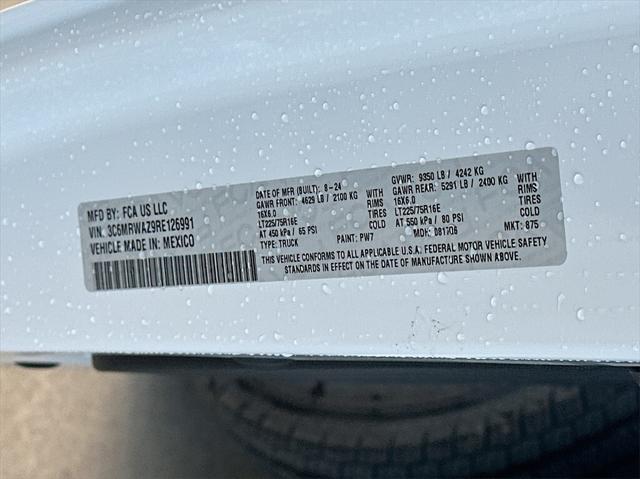 MFD BY: FCA US LLC
VIN: 3C6MRWAZ9RE126991
VEHICLE MADE IN: MEXICO
DATE OF MFR (BUILT): 8-24
GVWR: 9350 LB / 4242 KG
GAWR FRONT: 4629 LB / 2100 KG WITH
GAWR REAR: 5291 LB / 2400 KG WITH
16X6.0 RIMS
16X6.0 RIMS
LT225/75R16E TIRES
LT225/75R16E TIRES
AT 450 kPa / 65 PSI COLD
AT 550 kPa / 80 PSI COLD
TYPE: TRUCK PAINT: PW7 MDH: 081706 MKT: 875
THIS VEHICLE CONFORMS TO ALL APPLICABLE U.S.A. FEDERAL MOTOR VEHICLE SAFETY
STANDARDS IN EFFECT ON THE DATE OF MANUFACTURE SHOWN ABOVE.